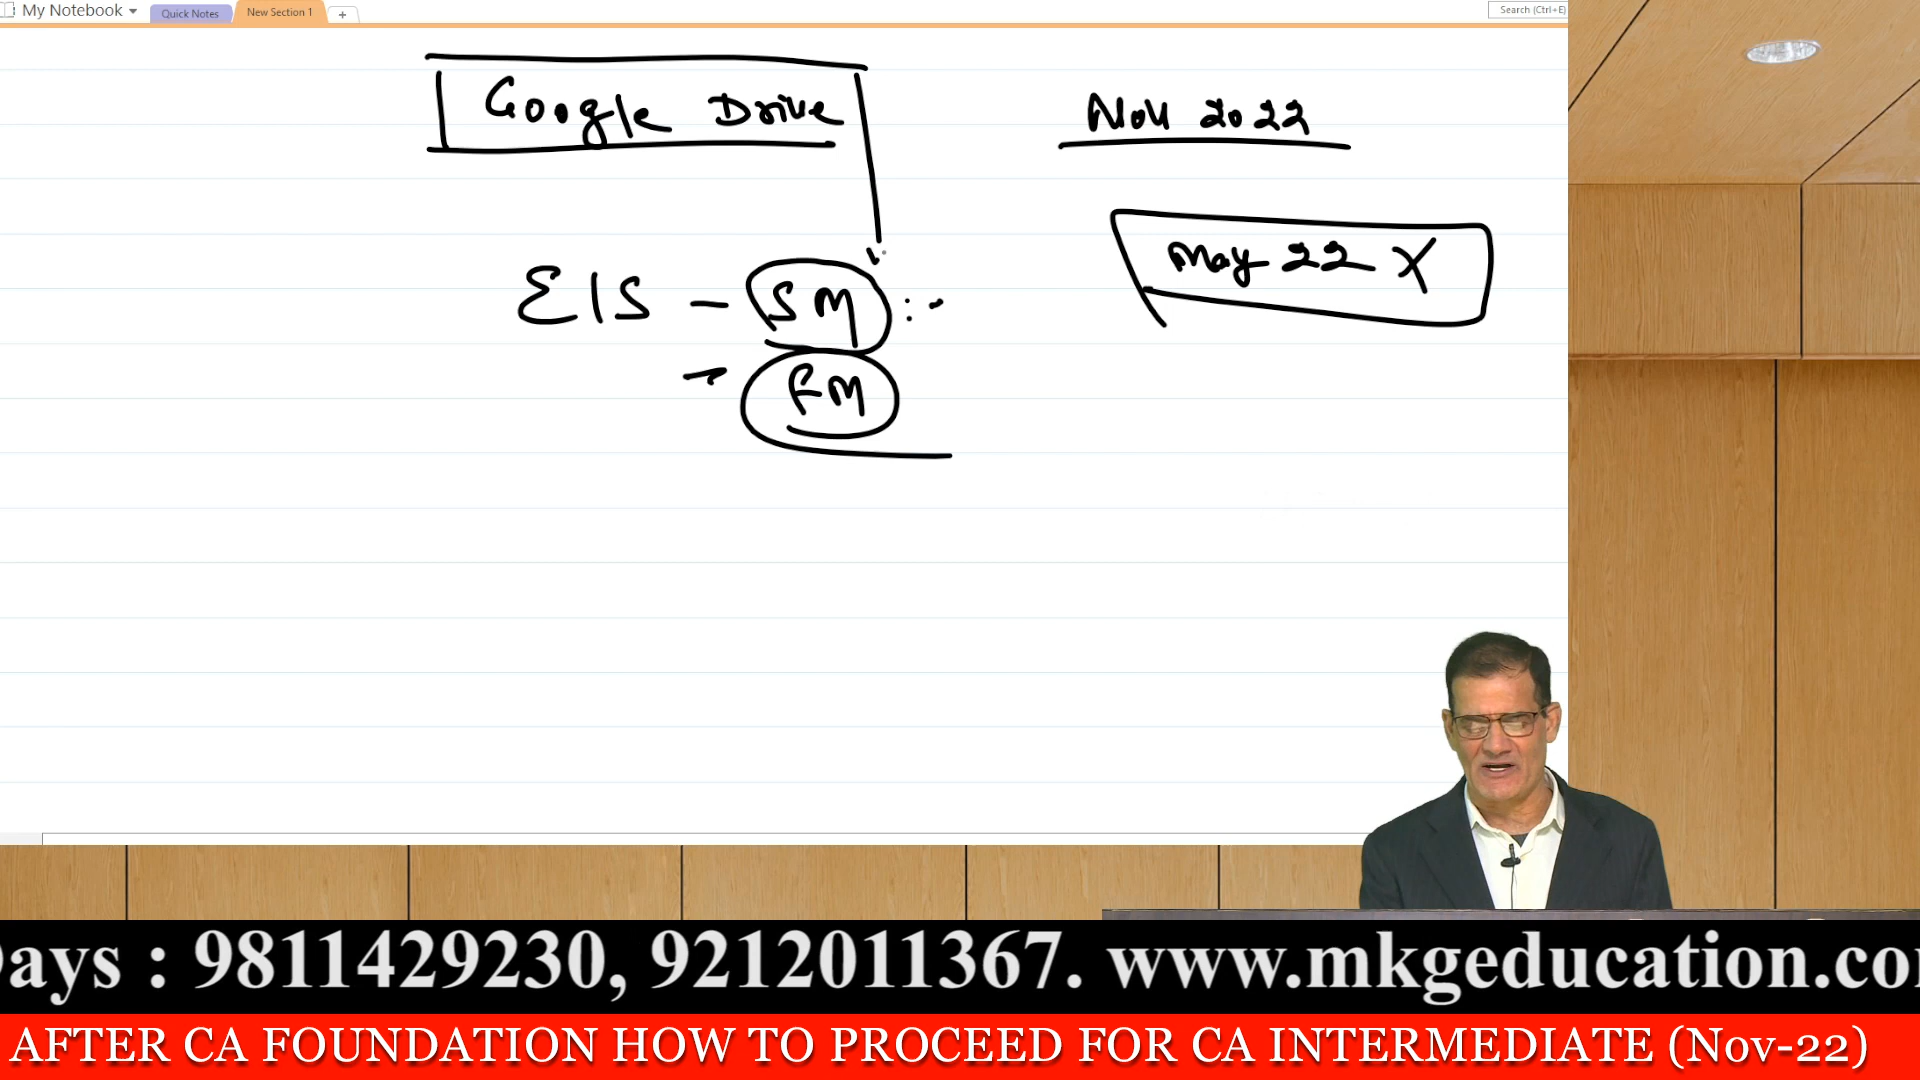 My Notebook
Quick Notes
New Section 1
Search (Ctrl+E)
Google Drive
Nov 2022
May 22 X
EIS - SM :-
- FM
Days : 9811429230, 9212011367. www.mkgeducation.co
AFTER CA FOUNDATION HOW TO PROCEED FOR CA INTERMEDIATE (Nov-22)